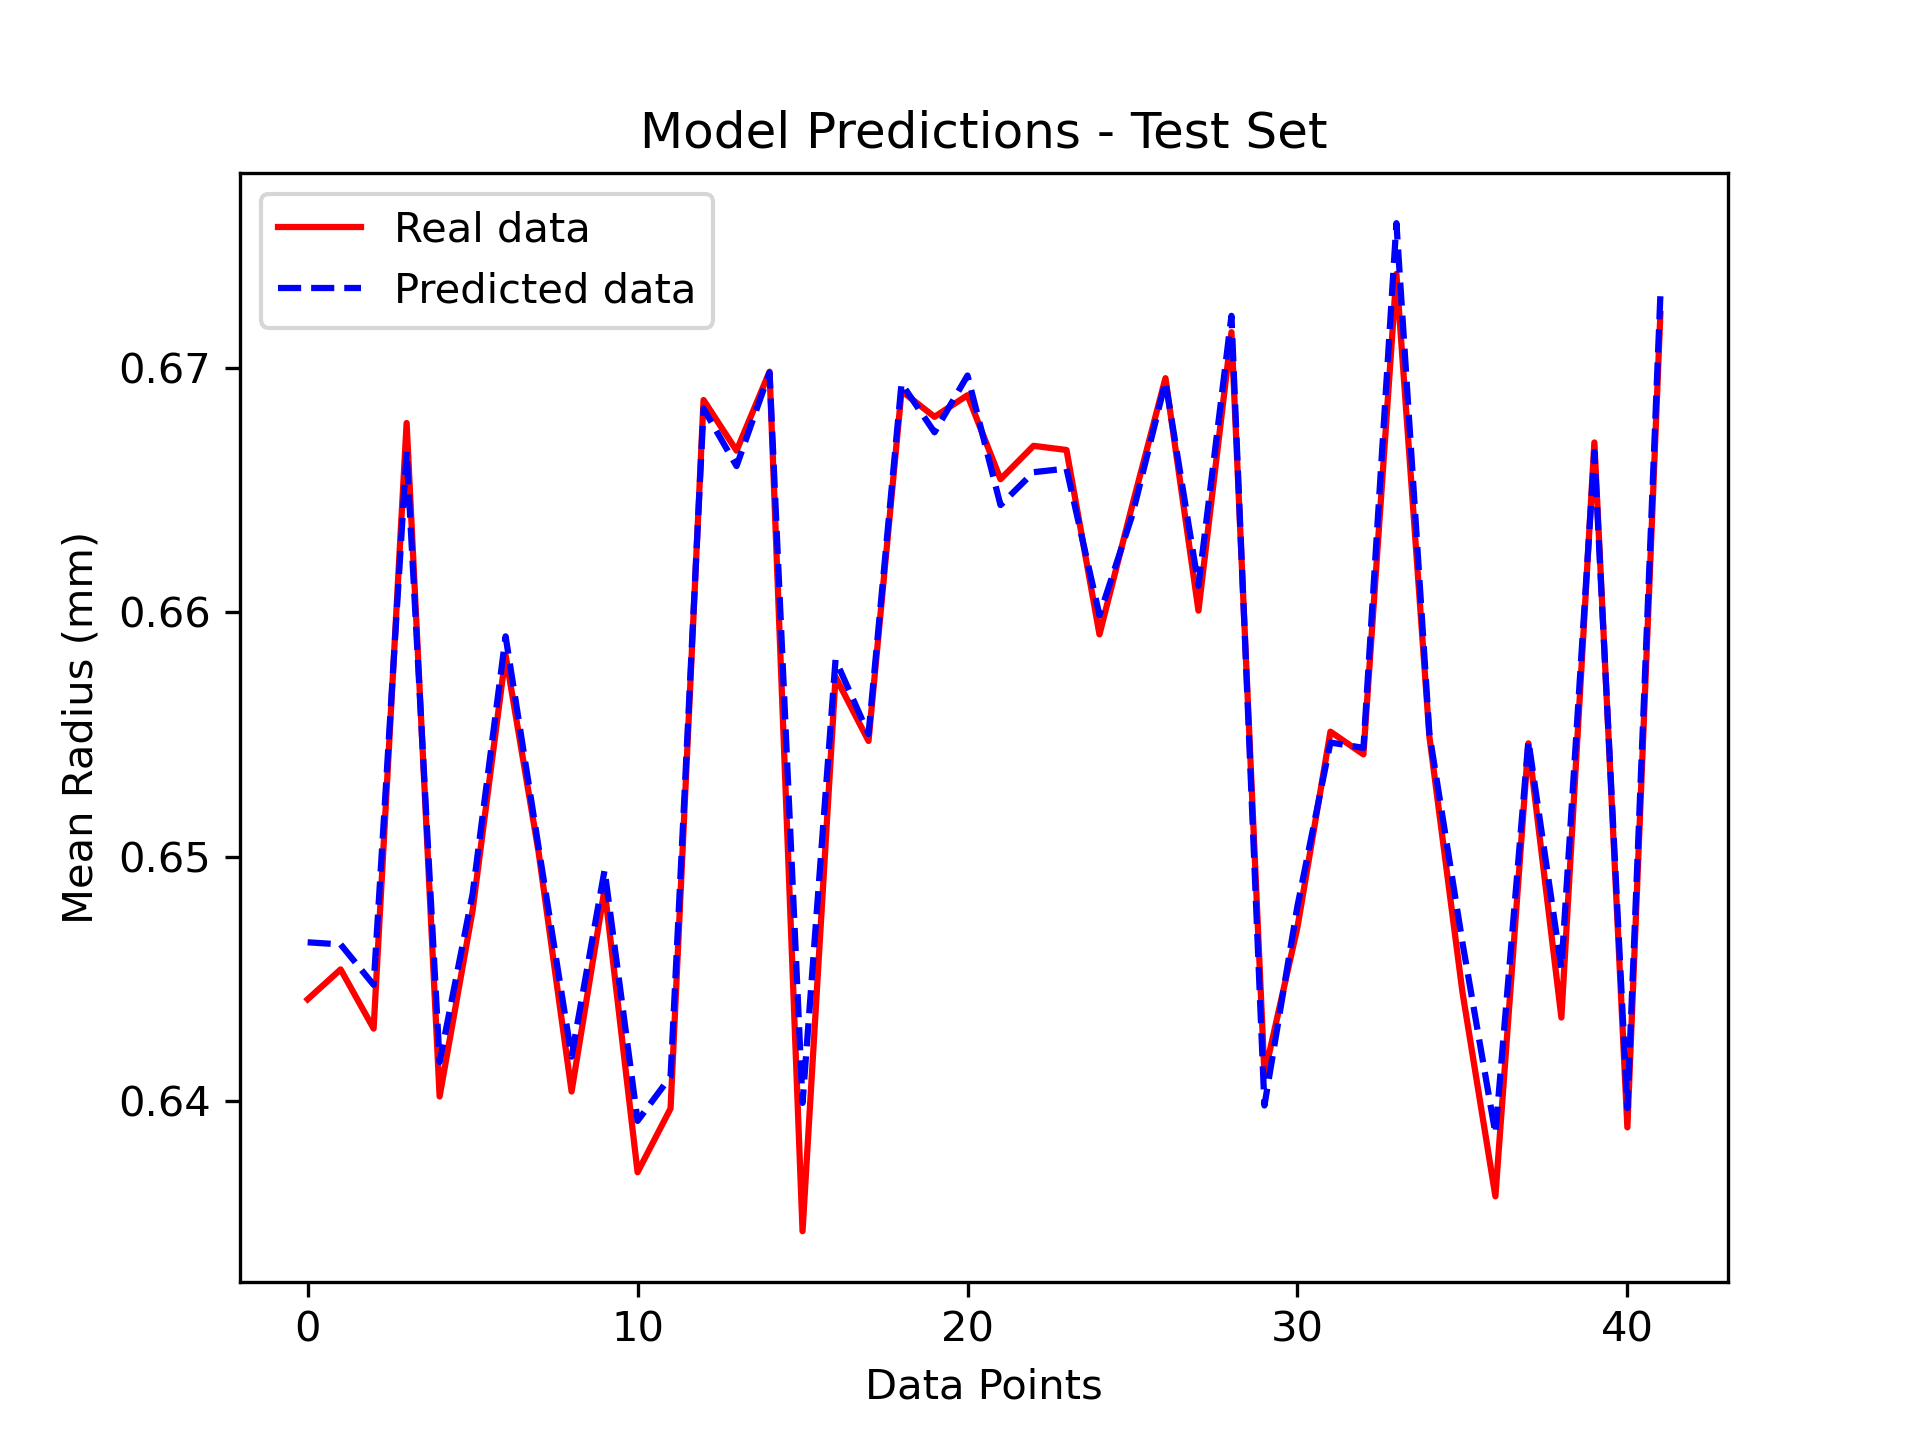 Model Predictions - Test Set
Real data
Predicted data
0.67
0.66
0.65
0.64
Mean Radius (mm)
0 10 20 30 40
Data Points